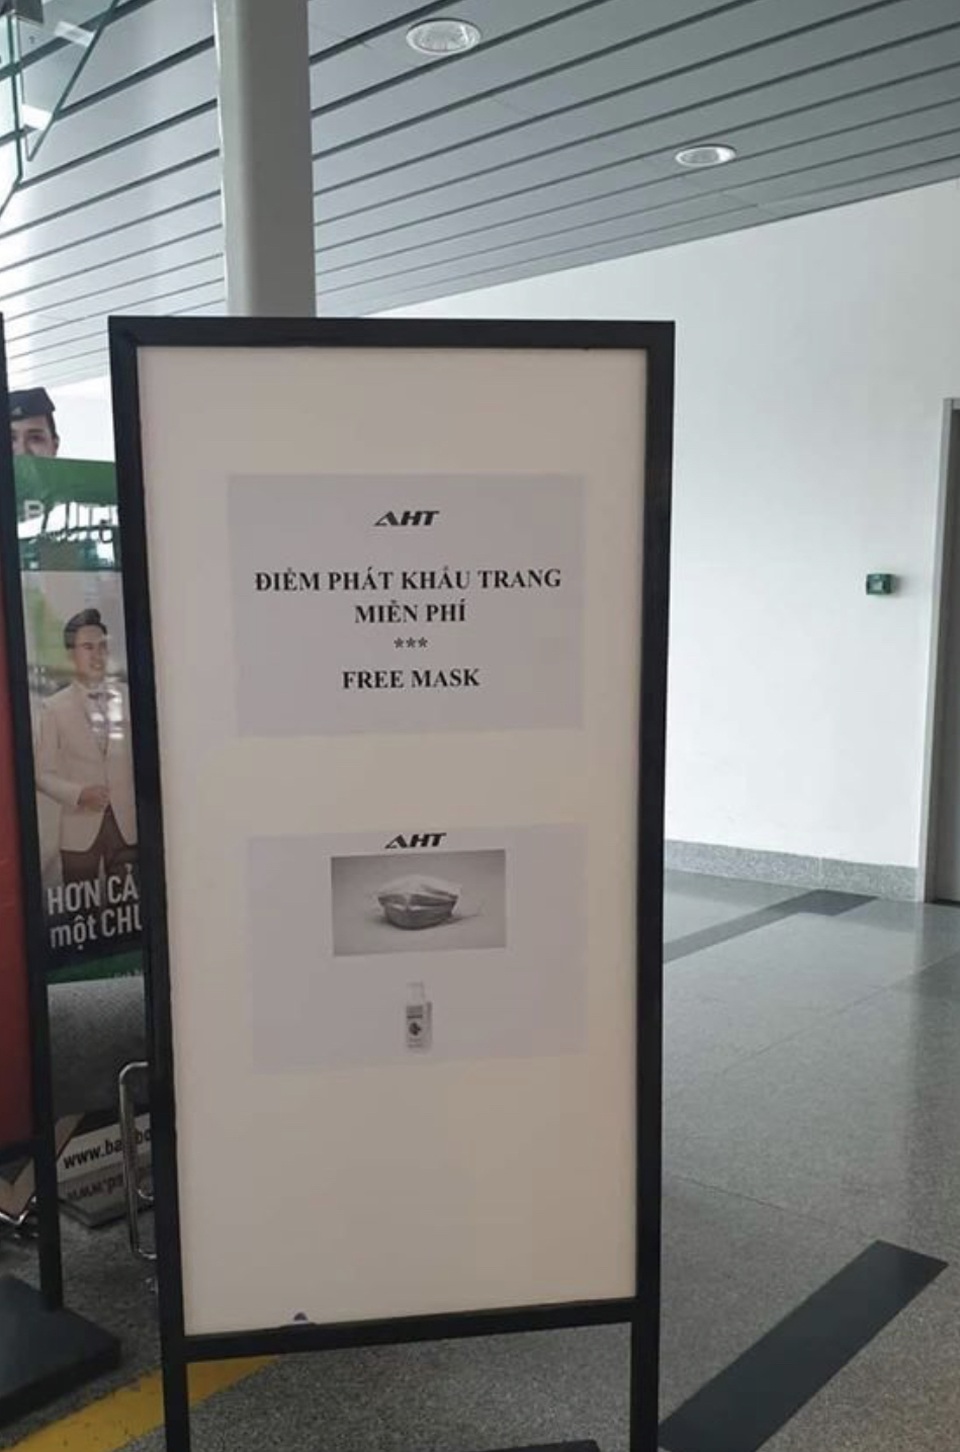 AHT
ĐIỂM PHÁT KHẨU TRANG
MIỄN PHÍ
***
FREE MASK
AHT
HƠN CẢ
một CHU
www.ba